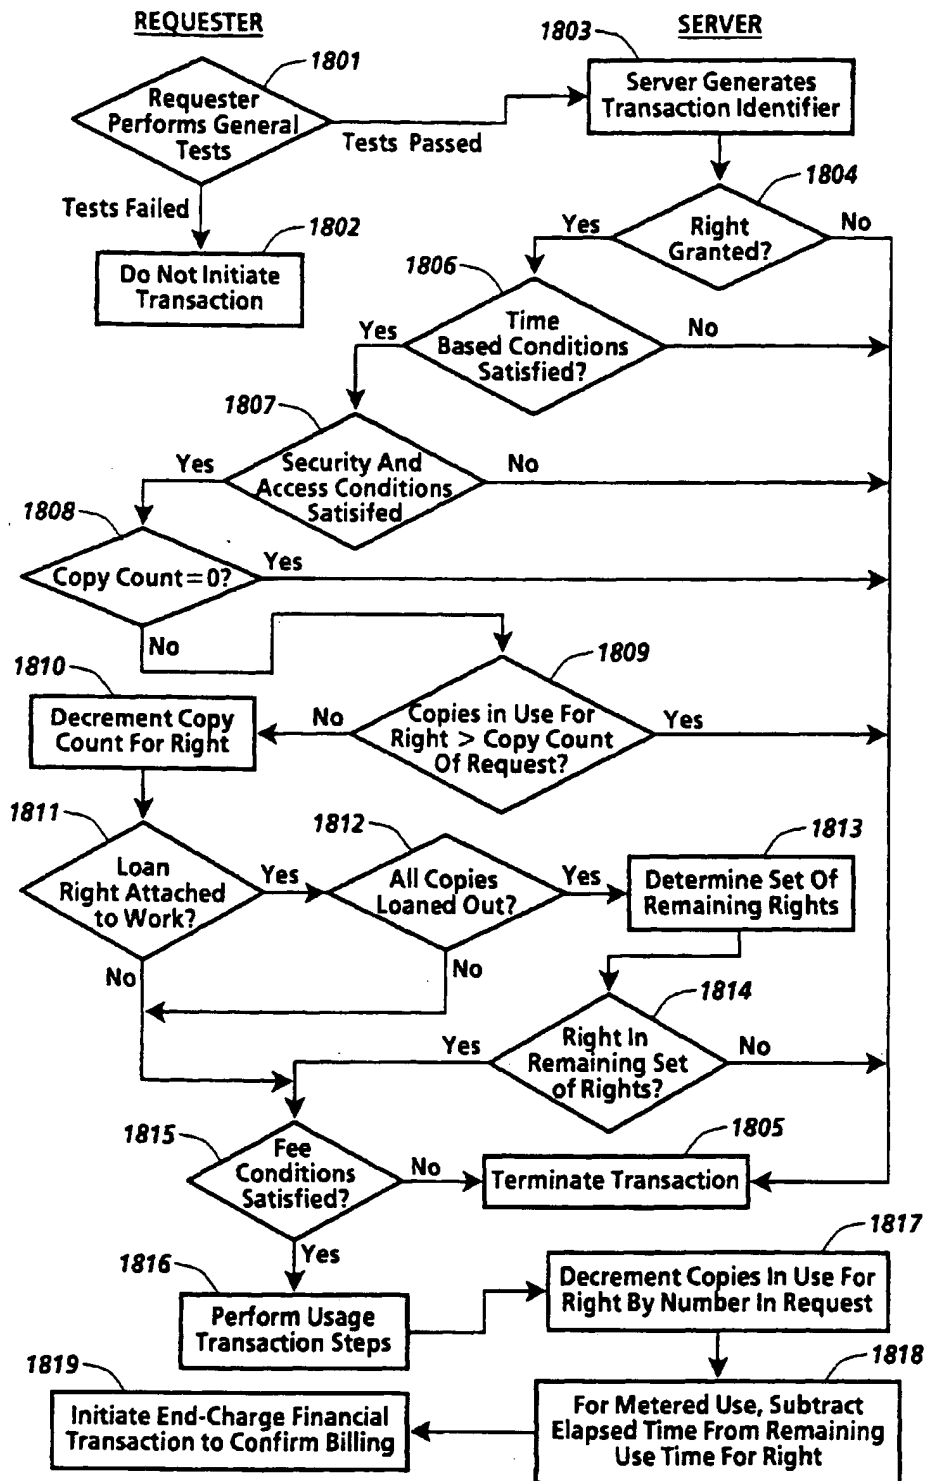 REQUESTER
SERVER
1801
1803
Requester
Performs General
Tests
Server Generates
Transaction Identifier
Tests Passed
Tests Failed
1802
Do Not Initiate
Transaction
1804
Right
Granted?
Yes
No
1806
Time
Based Conditions
Satisfied?
Yes
No
1807
Security And
Access Conditions
Satisifed
Yes
No
1808
Copy Count=0?
Yes
No
1809
Copies in Use For
Right > Copy Count
Of Request?
No
Yes
1810
Decrement Copy
Count For Right
1811
Loan
Right Attached
to Work?
Yes
No
1812
All Copies
Loaned Out?
Yes
No
1813
Determine Set Of
Remaining Rights
1814
Right In
Remaining Set
of Rights?
Yes
No
1815
Fee
Conditions
Satisfied?
No
Yes
1805
Terminate Transaction
1816
Perform Usage
Transaction Steps
1817
Decrement Copies In Use For
Right By Number In Request
1818
For Metered Use, Subtract
Elapsed Time From Remaining
Use Time For Right
1819
Initiate End-Charge Financial
Transaction to Confirm Billing